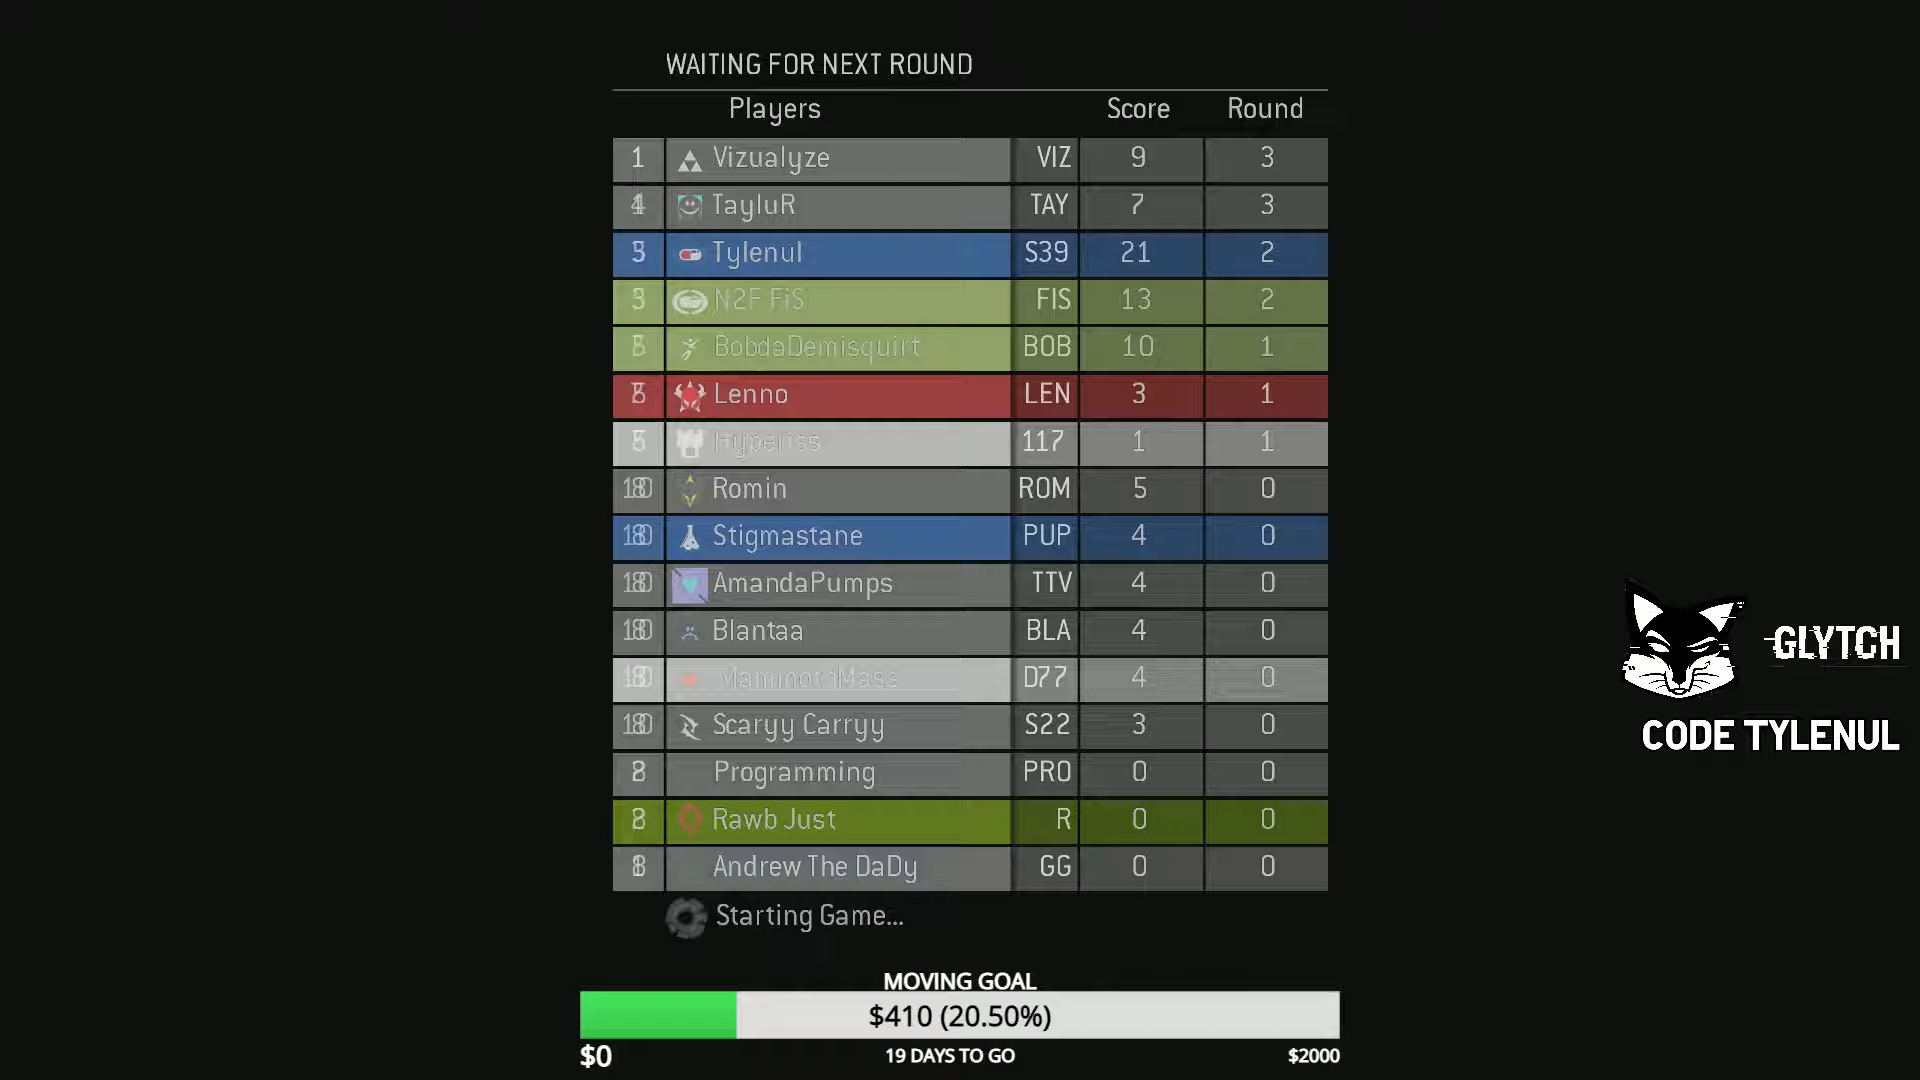 WAITING FOR NEXT ROUND
Players Score Round
1 Vizualyze VIZ 9 3
TayluR TAY 7 3
Tylenul S39 21 2
N2F FiS FIS 13 2
BobdaDemisquirt BOB 10 1
Lenno LEN 3 1
Hyperiss 117 1 1
Romin ROM 5 0
Stigmastane PUP 4 0
AmandaPumps TTV 4 0
Blantaa BLA 4 0
MammothMass D77 4 0
Scaryy Carryy S22 3 0
Programming PRO 0 0
Rawb Just R 0 0
Andrew The DaDy GG 0 0
Starting Game...
GLYTCH
CODE TYLENUL
MOVING GOAL
$410 (20.50%)
$0 19 DAYS TO GO $2000